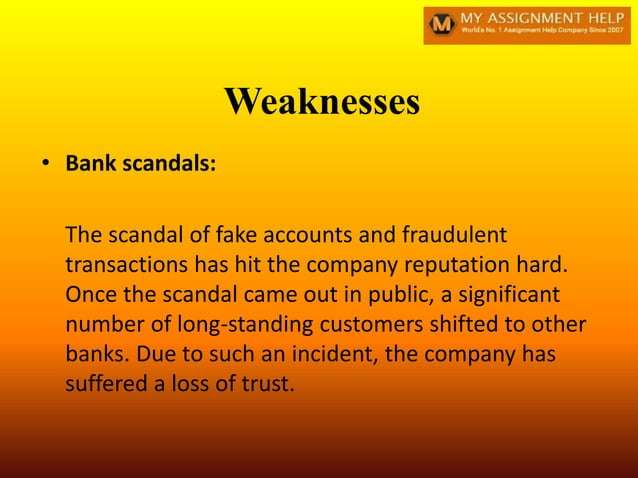 MY ASSIGNMENT HELP
World's No. 1 Assignment Help Company Since 2007
Weaknesses
• Bank scandals:
The scandal of fake accounts and fraudulent
transactions has hit the company reputation hard.
Once the scandal came out in public, a significant
number of long-standing customers shifted to other
banks. Due to such an incident, the company has
suffered a loss of trust.